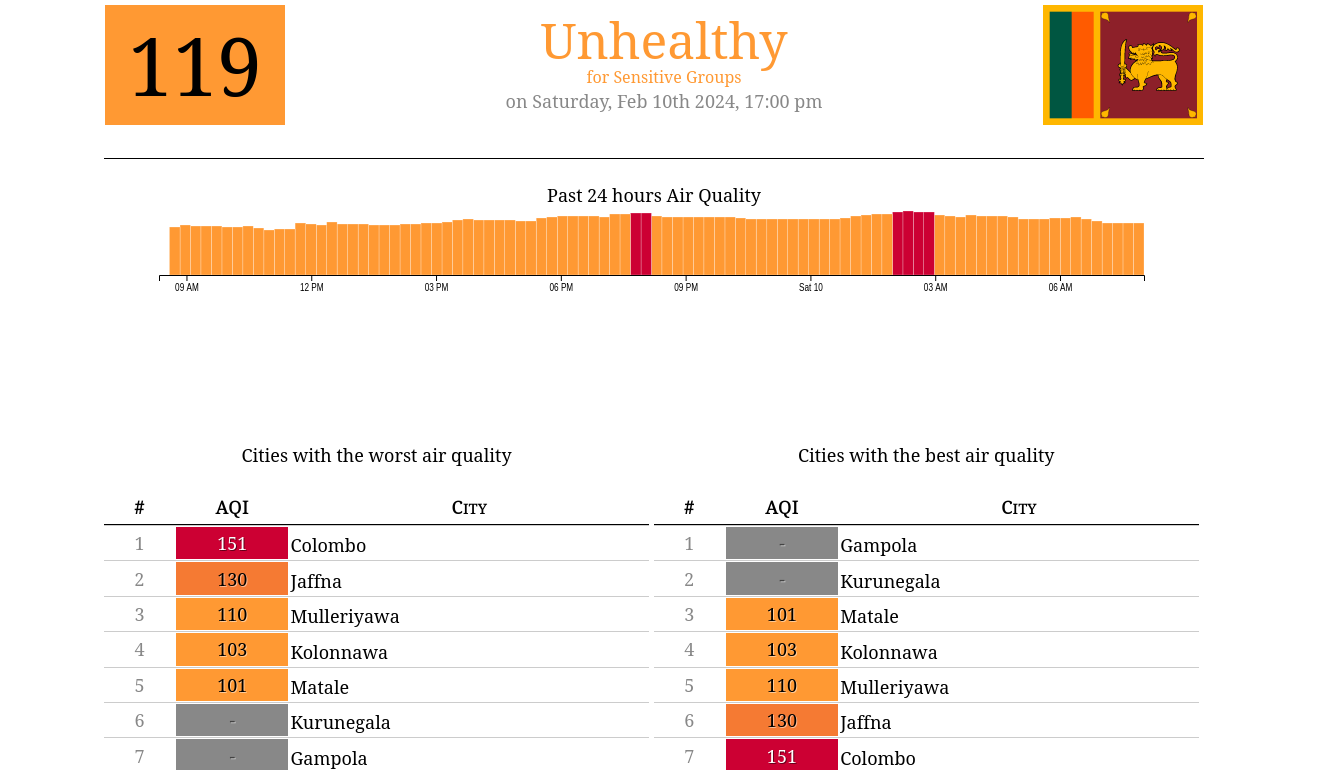 119
Unhealthy
for Sensitive Groups
on Saturday, Feb 10th 2024, 17:00 pm
Past 24 hours Air Quality
09 AM 12 PM 03 PM 06 PM 09 PM Sat 10 03 AM 06 AM
Cities with the worst air quality
# AQI City
1 151 Colombo
2 130 Jaffna
3 110 Mulleriyawa
4 103 Kolonnawa
5 101 Matale
6 - Kurunegala
7 - Gampola
Cities with the best air quality
# AQI City
1 - Gampola
2 - Kurunegala
3 101 Matale
4 103 Kolonnawa
5 110 Mulleriyawa
6 130 Jaffna
7 151 Colombo